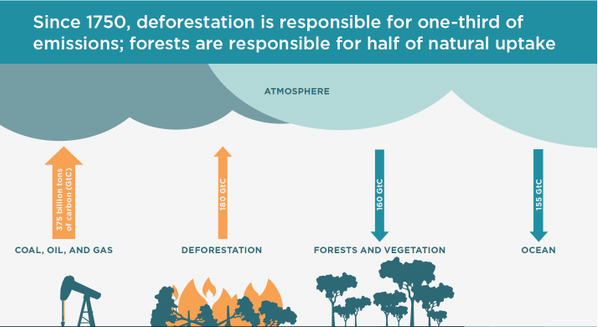 Since 1750, deforestation is responsible for one-third of
emissions; forests are responsible for half of natural uptake
ATMOSPHERE
375 billion tons
of carbon (GtC)
180 GtC
160 GtC
155 GtC
COAL, OIL, AND GAS
DEFORESTATION
FORESTS AND VEGETATION
OCEAN